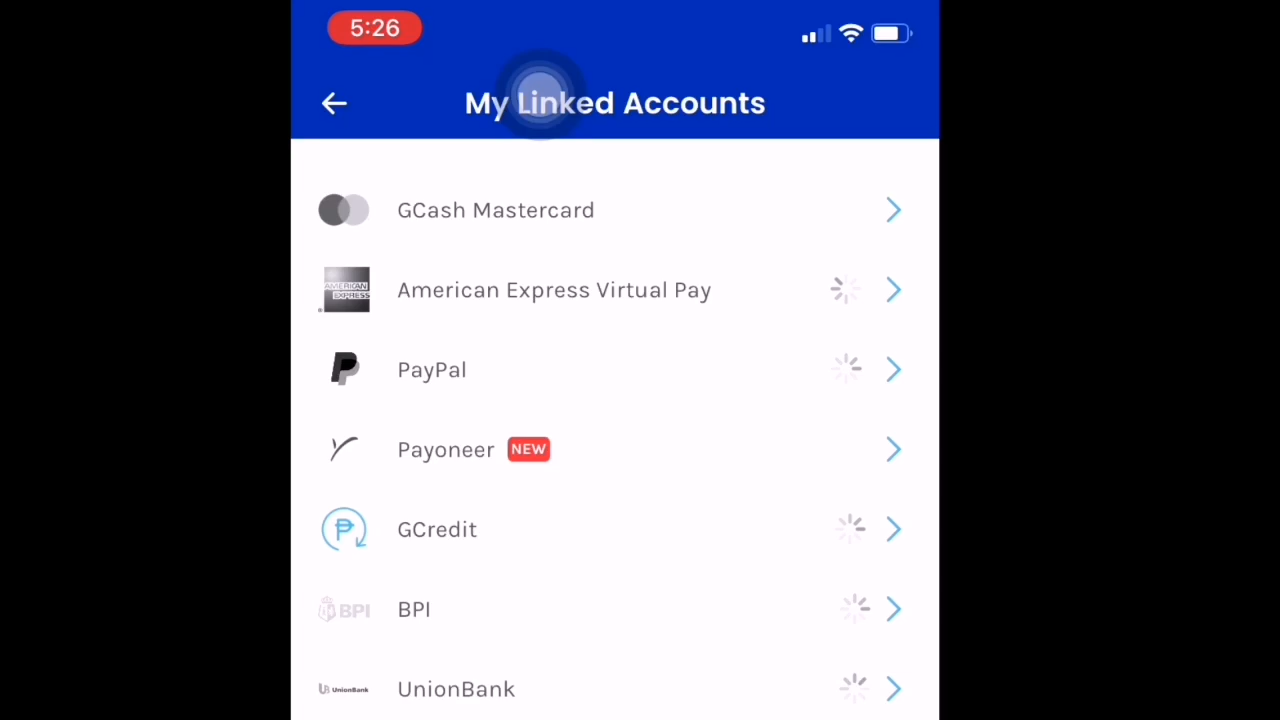 5:26
My Linked Accounts
GCash Mastercard
AMERICAN
EXPRESS
American Express Virtual Pay
PayPal
Payoneer NEW
GCredit
BPI BPI
UB UnionBank UnionBank